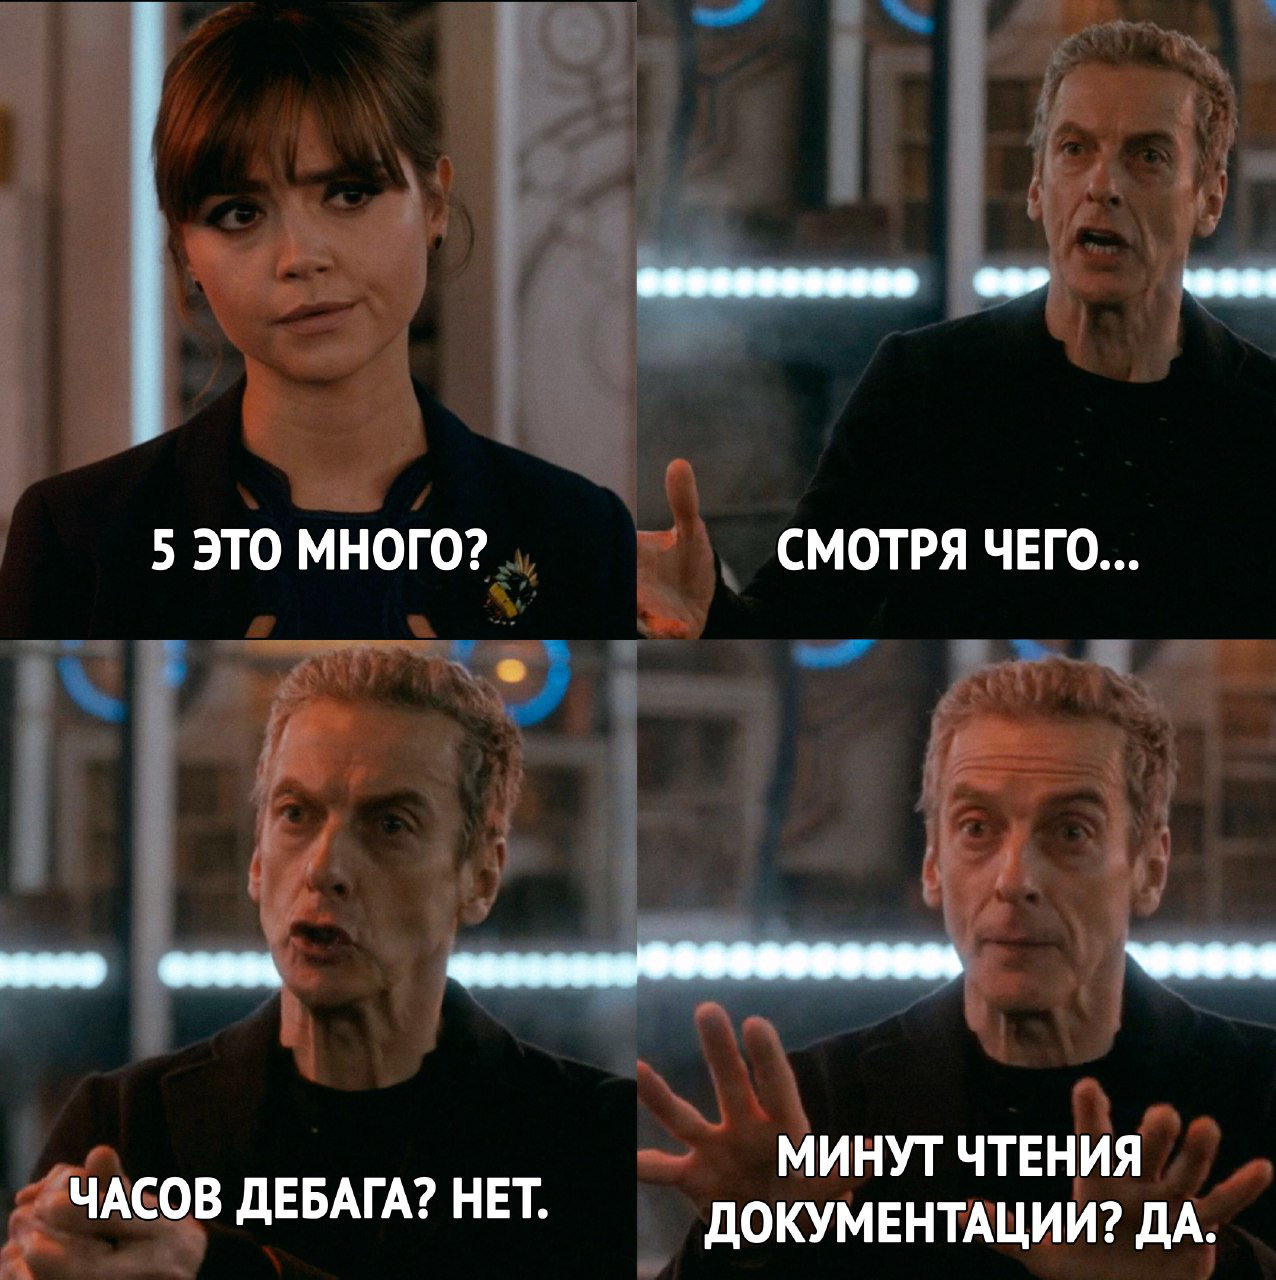 5 ЭТО МНОГО?
СМОТРЯ ЧЕГО...
ЧАСОВ ДЕБАГА? НЕТ.
МИНУТ ЧТЕНИЯ
ДОКУМЕНТАЦИИ? ДА.